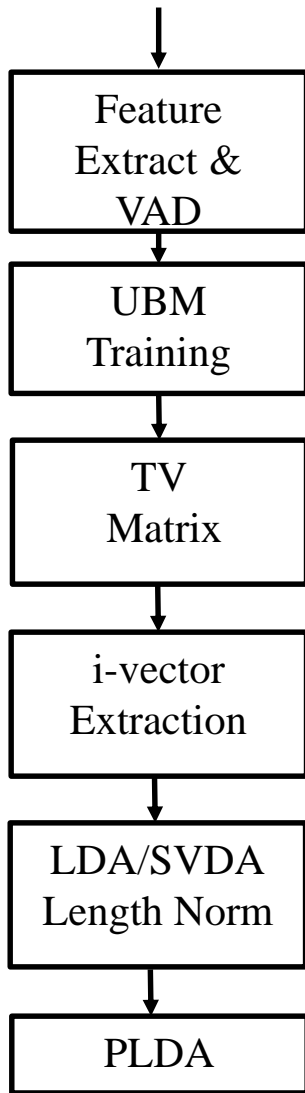 Feature
Extract &
VAD
UBM
Training
TV
Matrix
i-vector
Extraction
LDA/SVDA
Length Norm
PLDA